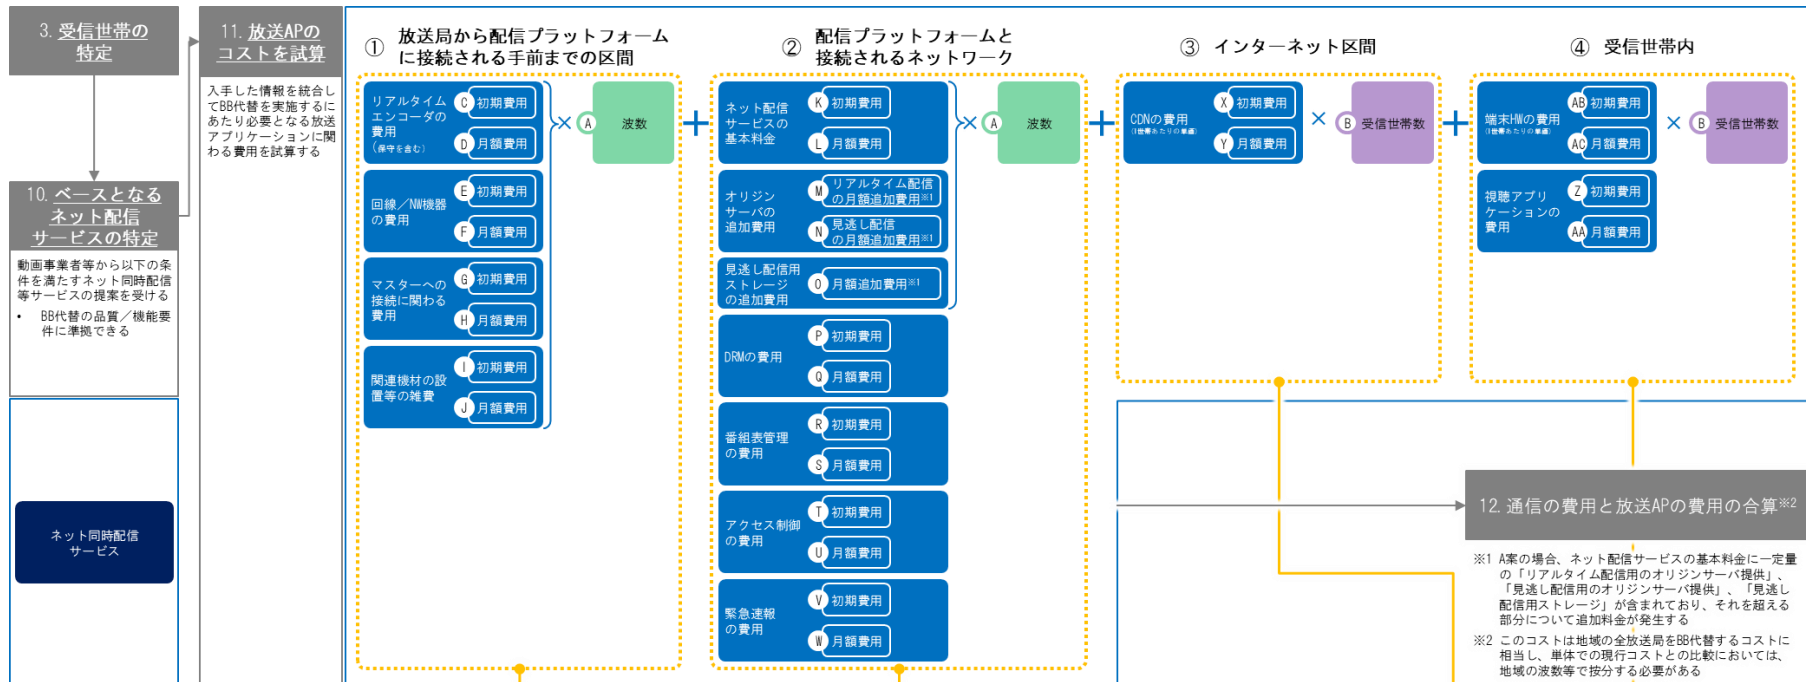 3. 受信世帯の
特定
10. ベースとなる
ネット配信
サービスの特定
動画事業者等から以下の条
件を満たすネット同時配信
等サービスの提案を受ける
• BB代替の品質／機能要
件に準拠できる
ネット同時配信
サービス
11. 放送APの
コストを試算
入手した情報を統合し
てBB代替を実施するに
あたり必要となる放送
アプリケーションに関
わる費用を試算する
① 放送局から配信プラットフォーム
に接続される手前までの区間
リアルタイム
エンコーダの
費用
（保守を含む）
C 初期費用
D 月額費用
回線／NW機器
の費用
E 初期費用
F 月額費用
マスターへの
接続に関わる
費用
G 初期費用
H 月額費用
関連機材の設
置等の雑費
I 初期費用
J 月額費用
× A 波数
+
② 配信プラットフォームと
接続されるネットワーク
ネット配信
サービスの
基本料金
K 初期費用
L 月額費用
オリジン
サーバの
追加費用
M リアルタイム配信
の月額追加費用※1
N 見逃し配信
の月額追加費用※1
見逃し配信用
ストレージ
の追加費用
O 月額追加費用※1
× A 波数
DRMの費用
P 初期費用
Q 月額費用
番組表管理
の費用
R 初期費用
S 月額費用
アクセス制御
の費用
T 初期費用
U 月額費用
緊急速報
の費用
V 初期費用
W 月額費用
+
③ インターネット区間
CDNの費用
(1世帯あたりの単価)
X 初期費用
Y 月額費用
× B 受信世帯数
+
④ 受信世帯内
端末HWの費用
(1世帯あたりの単価)
AB 初期費用
AC 月額費用
× B 受信世帯数
視聴アプリ
ケーションの
費用
Z 初期費用
AA 月額費用
12. 通信の費用と放送APの費用の合算※2
※1 A案の場合、ネット配信サービスの基本料金に一定量
の「リアルタイム配信用のオリジンサーバ提供」、
「見逃し配信用のオリジンサーバ提供」、「見逃し
配信用ストレージ」が含まれており、それを超える
部分について追加料金が発生する
※2 このコストは地域の全放送局をBB代替するコストに
相当し、単体での現行コストとの比較においては、
地域の波数等で按分する必要がある